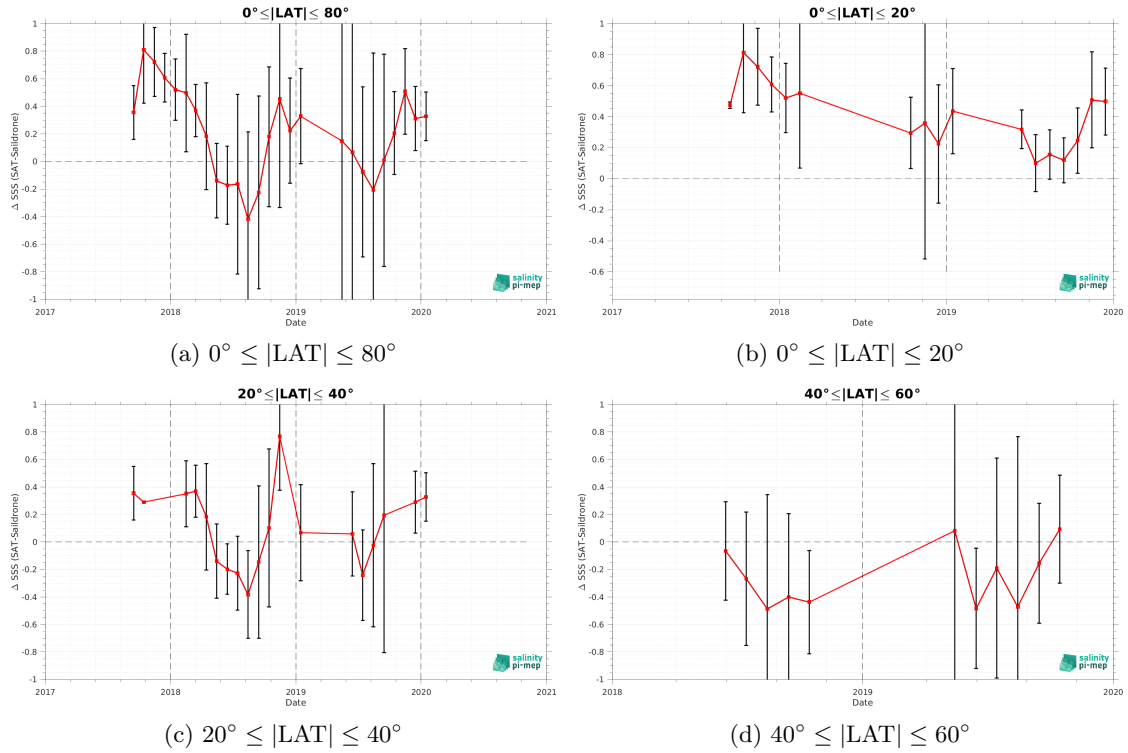 0°≤|LAT|≤ 80°
1
0.8
0.6
0.4
0.2
0
-0.2
-0.4
-0.6
-0.8
-1
Δ SSS (SAT-Saildrone)
2017
2018
2019
2020
2021
Date
salinity
pi-mep
(a) 0° ≤ |LAT| ≤ 80°
0°≤|LAT|≤ 20°
1
0.8
0.6
0.4
0.2
0
-0.2
-0.4
-0.6
Δ SSS (SAT-Saildrone)
2017
2018
2019
2020
Date
salinity
pi-mep
(b) 0° ≤ |LAT| ≤ 20°
20°≤|LAT|≤ 40°
1
0.8
0.6
0.4
0.2
0
-0.2
-0.4
-0.6
-0.8
-1
Δ SSS (SAT-Saildrone)
2017
2018
2019
2020
2021
Date
salinity
pi-mep
(c) 20° ≤ |LAT| ≤ 40°
40°≤|LAT|≤ 60°
1
0.8
0.6
0.4
0.2
0
-0.2
-0.4
-0.6
-0.8
-1
Δ SSS (SAT-Saildrone)
2018
2019
2020
Date
salinity
pi-mep
(d) 40° ≤ |LAT| ≤ 60°